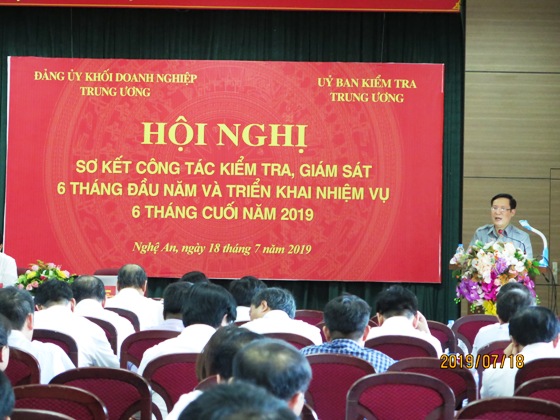 ĐẢNG ỦY KHỐI DOANH NGHIỆP
TRUNG ƯƠNG
UỶ BAN KIỂM TRA
TRUNG ƯƠNG
HỘI NGHỊ
SƠ KẾT CÔNG TÁC KIỂM TRA, GIÁM SÁT
6 THÁNG ĐẦU NĂM VÀ TRIỂN KHAI NHIỆM VỤ
6 THÁNG CUỐI NĂM 2019
Nghệ An, ngày 18 tháng 7 năm 2019
2019/07/18